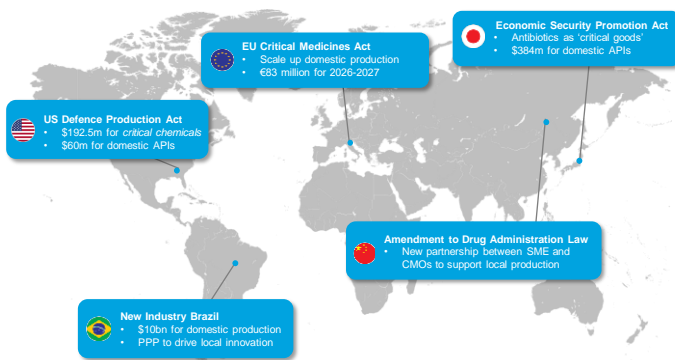 Economic Security Promotion Act
• Antibiotics as 'critical goods'
• $384m for domestic APIs
EU Critical Medicines Act
• Scale up domestic production
• €83 million for 2026-2027
US Defence Production Act
• $192.5m for critical chemicals
• $60m for domestic APIs
Amendment to Drug Administration Law
• New partnership between SME and
CMOs to support local production
New Industry Brazil
• $10bn for domestic production
• PPP to drive local innovation